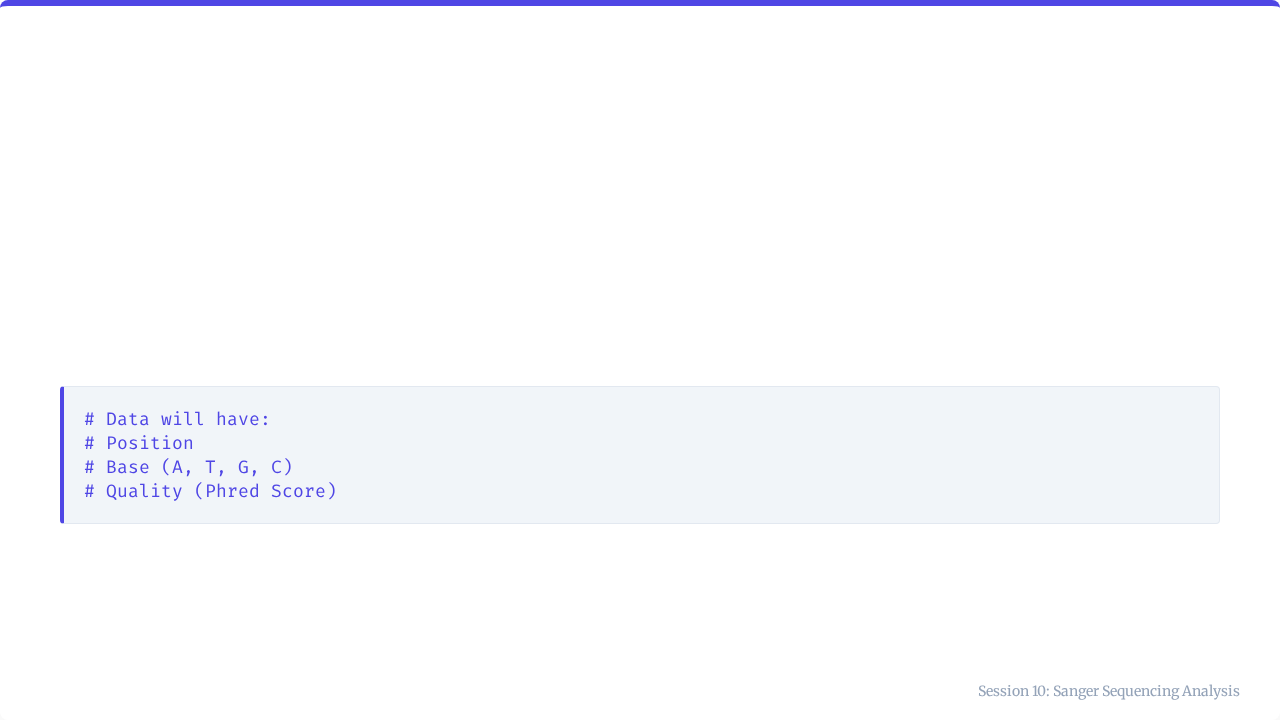 # Data will have:
# Position
# Base (A, T, G, C)
# Quality (Phred Score)
Session 10: Sanger Sequencing Analysis